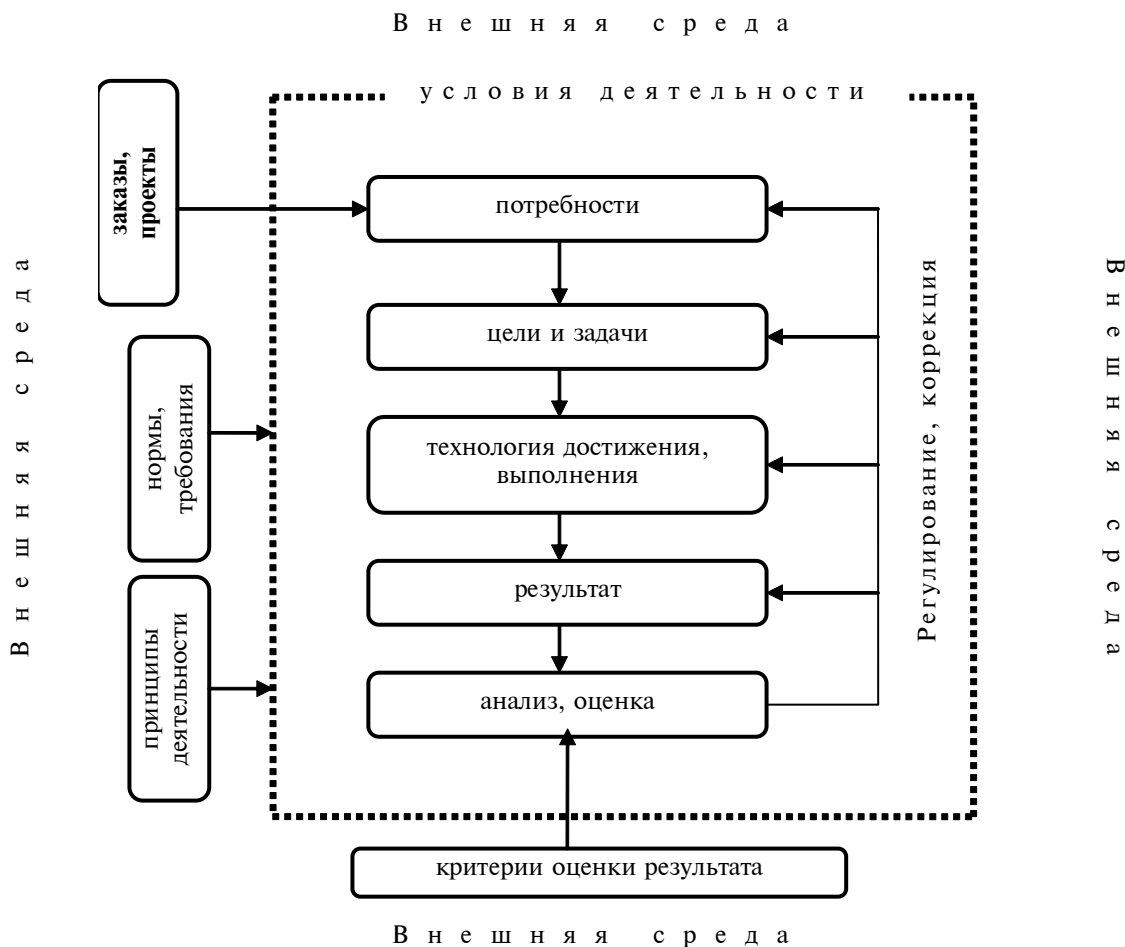 Внешняя среда
условия деятельности
заказы,
проекты
потребности
цели и задачи
нормы,
требования
технология достижения,
выполнения
результат
принципы
деятельности
анализ, оценка
Регулирование, коррекция
Внешняя среда
Внешняя среда
критерии оценки результата
Внешняя среда